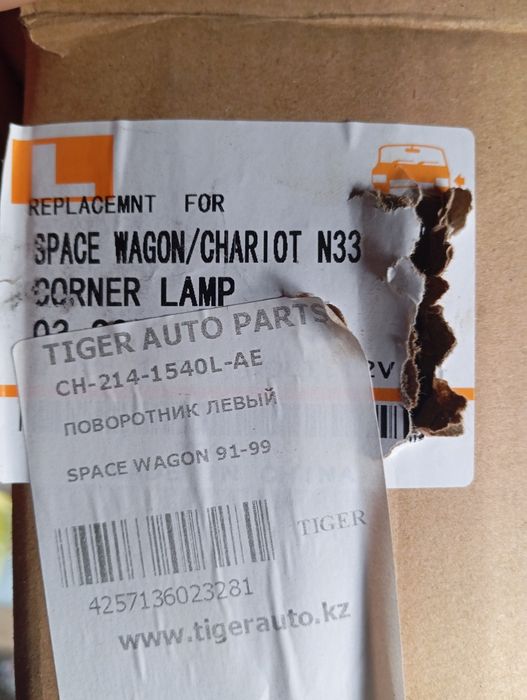 L
REPLACEMNT FOR
SPACE WAGON/CHARIOT N33
CORNER LAMP
TIGER AUTO PARTS
CH-214-1540L-AE
ПОВОРОТНИК ЛЕВЫЙ
SPACE WAGON 91-99
TIGER
4257136023281
www.tigerauto.kz